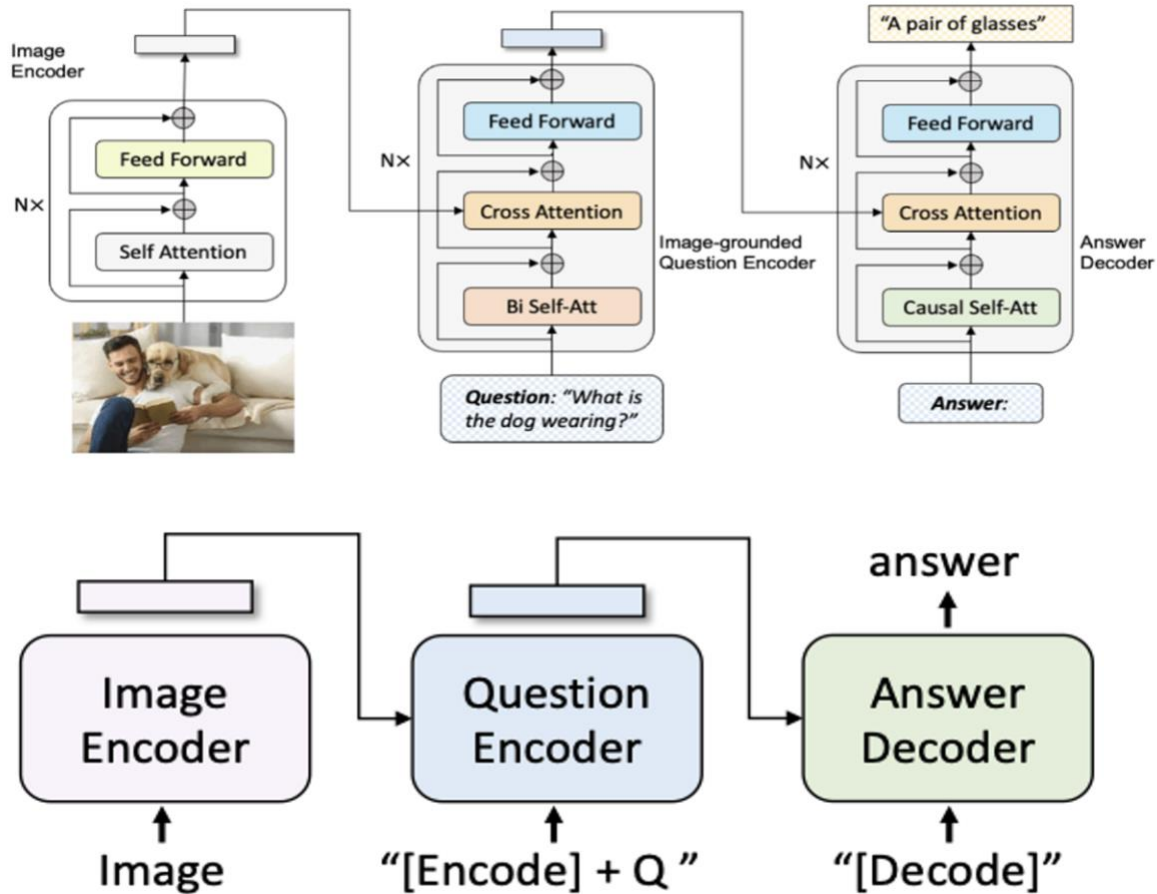 Image
Encoder
Feed Forward
N×
Self Attention
Feed Forward
N×
Cross Attention
Image-grounded
Question Encoder
Bi Self-Att
Question: “What is
the dog wearing?”
“A pair of glasses”
Feed Forward
N×
Cross Attention
Answer
Decoder
Causal Self-Att
Answer:
Image
Encoder
Image
Question
Encoder
“[Encode] + Q ”
answer
Answer
Decoder
“[Decode]”